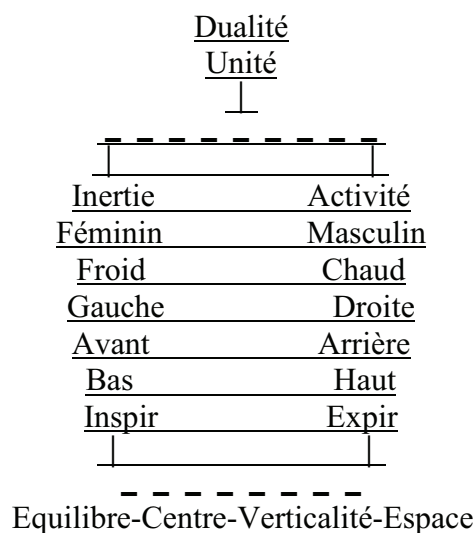 Dualité
Unité
Inertie Activité
Féminin Masculin
Froid Chaud
Gauche Droite
Avant Arrière
Bas Haut
Inspir Expir
Equilibre-Centre-Verticalité-Espace